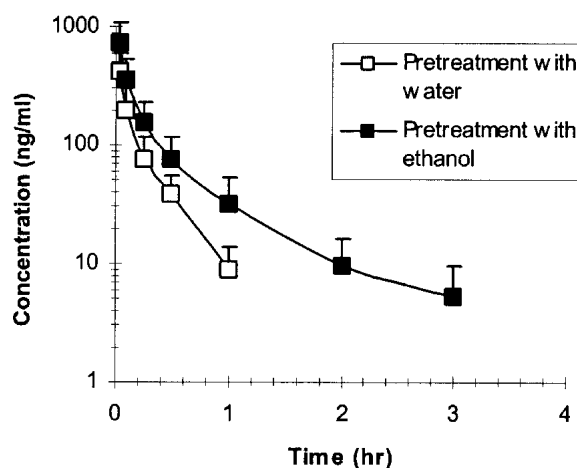 1000
100
10
1
0
1
2
3
4
Concentration (ng/ml)
Time (hr)
Pretreatment with
water
Pretreatment with
ethanol